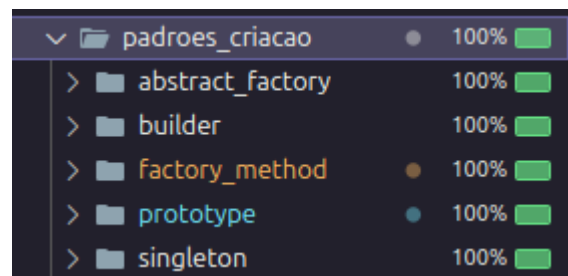 padroes_criacao 100%
abstract_factory 100%
builder 100%
factory_method 100%
prototype 100%
singleton 100%